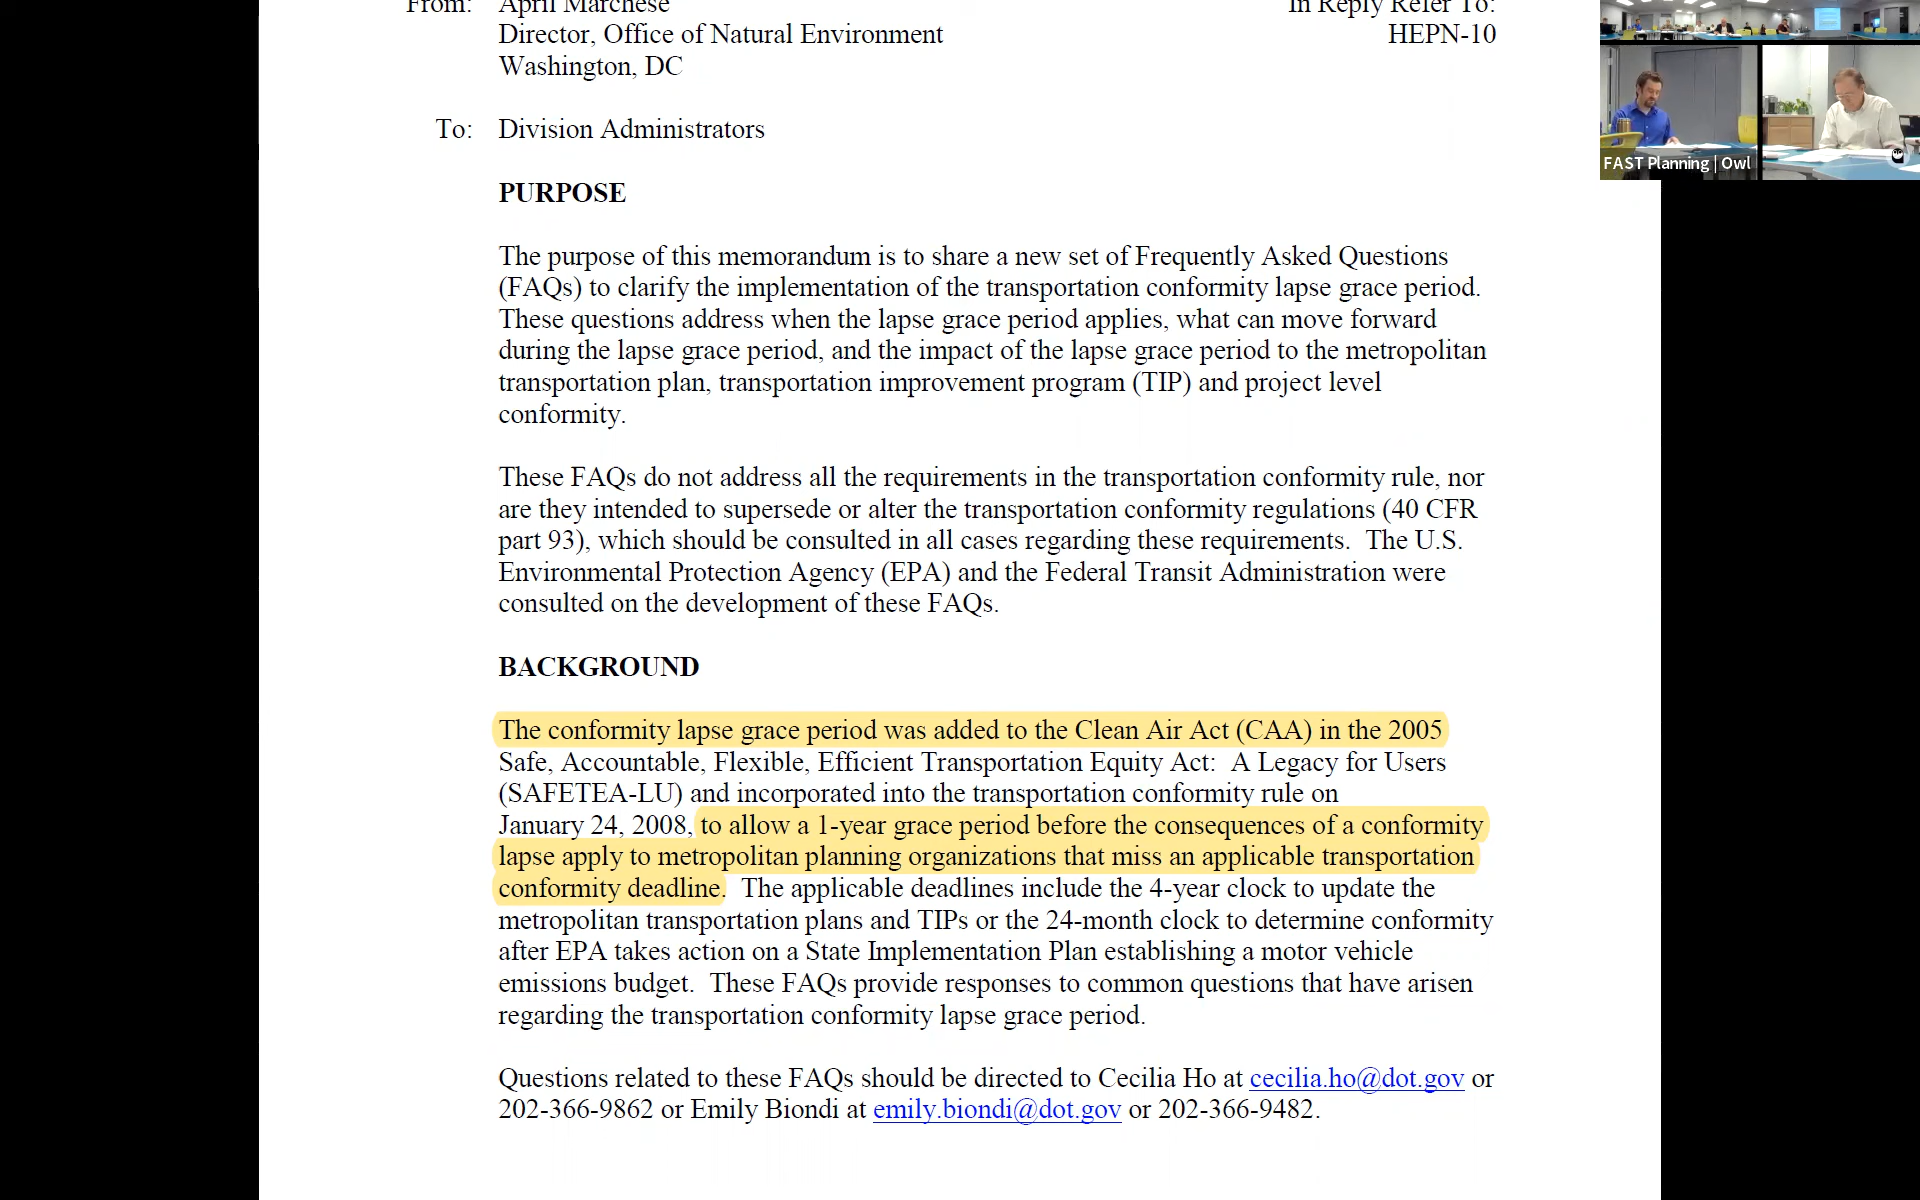 From: April Marchese In Reply Refer To:
Director, Office of Natural Environment HEPN-10
Washington, DC
To: Division Administrators
PURPOSE
The purpose of this memorandum is to share a new set of Frequently Asked Questions
(FAQs) to clarify the implementation of the transportation conformity lapse grace period.
These questions address when the lapse grace period applies, what can move forward
during the lapse grace period, and the impact of the lapse grace period to the metropolitan
transportation plan, transportation improvement program (TIP) and project level
conformity.
These FAQs do not address all the requirements in the transportation conformity rule, nor
are they intended to supersede or alter the transportation conformity regulations (40 CFR
part 93), which should be consulted in all cases regarding these requirements.  The U.S.
Environmental Protection Agency (EPA) and the Federal Transit Administration were
consulted on the development of these FAQs.
BACKGROUND
The conformity lapse grace period was added to the Clean Air Act (CAA) in the 2005
Safe, Accountable, Flexible, Efficient Transportation Equity Act:  A Legacy for Users
(SAFETEA-LU) and incorporated into the transportation conformity rule on
January 24, 2008, to allow a 1-year grace period before the consequences of a conformity
lapse apply to metropolitan planning organizations that miss an applicable transportation
conformity deadline.  The applicable deadlines include the 4-year clock to update the
metropolitan transportation plans and TIPs or the 24-month clock to determine conformity
after EPA takes action on a State Implementation Plan establishing a motor vehicle
emissions budget.  These FAQs provide responses to common questions that have arisen
regarding the transportation conformity lapse grace period.
Questions related to these FAQs should be directed to Cecilia Ho at cecilia.ho@dot.gov or
202-366-9862 or Emily Biondi at emily.biondi@dot.gov or 202-366-9482.
FAST Planning | Owl